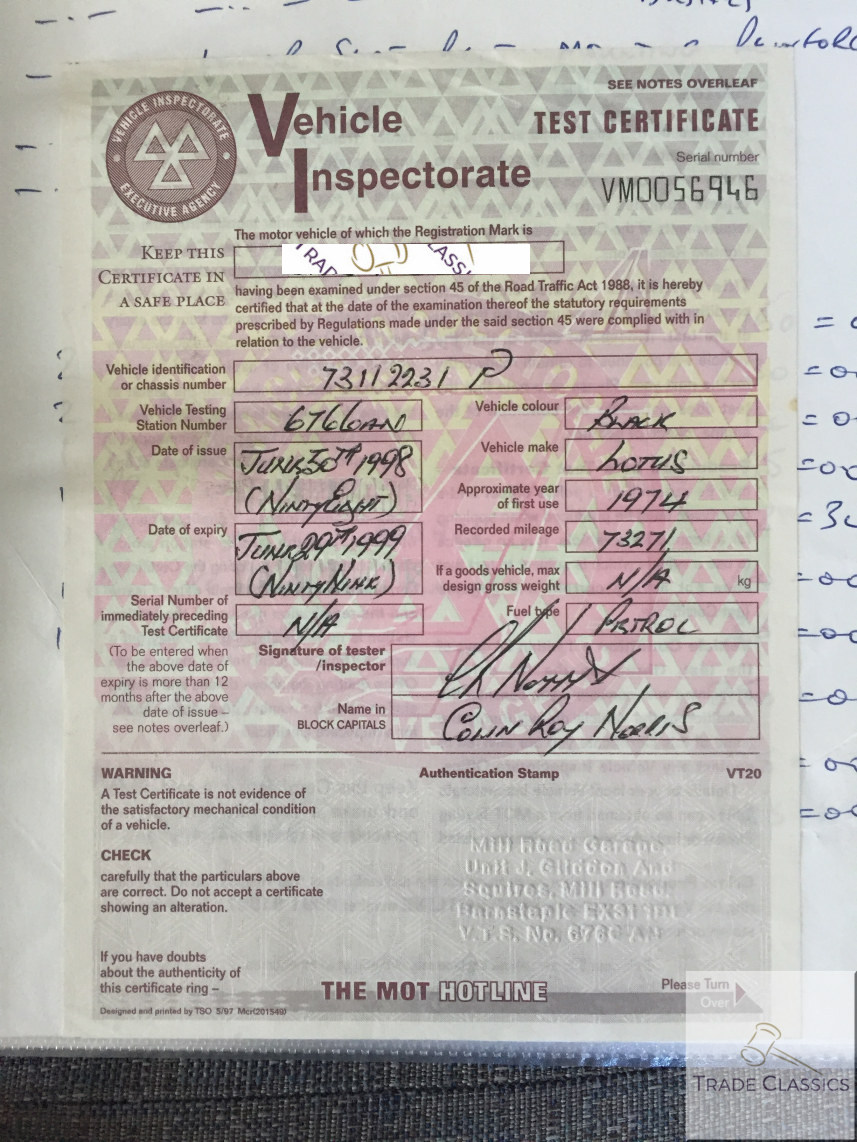 SEE NOTES OVERLEAF
VEHICLE INSPECTORATE
EXECUTIVE AGENCY
Vehicle
Inspectorate
TEST CERTIFICATE
Serial number
VM0056946
The motor vehicle of which the Registration Mark is
KEEP THIS
CERTIFICATE IN
A SAFE PLACE
having been examined under section 45 of the Road Traffic Act 1988, it is hereby
certified that at the date of the examination thereof the statutory requirements
prescribed by Regulations made under the said section 45 were complied with in
relation to the vehicle.
Vehicle identification
or chassis number
73112231 P
Vehicle Testing
Station Number
Vehicle colour
BLACK
Date of issue
JUNE 30TH 1998
(NINTYEIGHT)
Vehicle make
LOTUS
Approximate year
of first use
1974
Date of expiry
JUNE 29TH 1999
(NINTYNINE)
Recorded mileage
73271
If a goods vehicle, max
design gross weight
N/A
kg
Serial Number of
immediately preceding
Test Certificate
N/A
Fuel type
PETROL
(To be entered when
the above date of
expiry is more than 12
months after the above
date of issue –
see notes overleaf.)
Signature of tester
/inspector
Name in
BLOCK CAPITALS
COLIN ROY NORRIS
WARNING
Authentication Stamp
VT20
A Test Certificate is not evidence of
the satisfactory mechanical condition
of a vehicle.
CHECK
carefully that the particulars above
are correct. Do not accept a certificate
showing an alteration.
Mill Road Garage,
Unit J, Gliddon And
Squires, Mill Road,
Barnstaple
V.T.S. No.
If you have doubts
about the authenticity of
this certificate ring –
THE MOT HOTLINE
Please Turn
Over
Designed and printed by TSO 5/97
TRADE CLASSICS